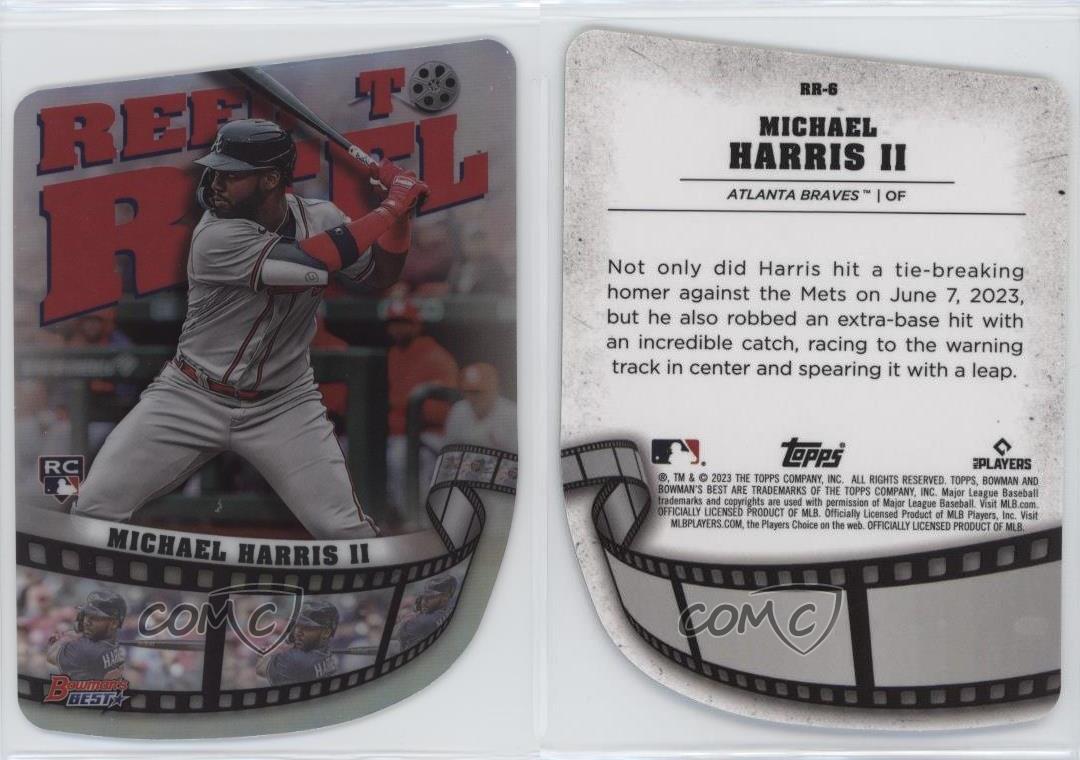 REEL TO
REEL
RC
MICHAEL HARRIS II
HARRIS
HARRIS
Bowman's
BEST
COMC
RR-6
MICHAEL
HARRIS II
ATLANTA BRAVES™ | OF
Not only did Harris hit a tie-breaking
homer against the Mets on June 7, 2023,
but he also robbed an extra-base hit with
an incredible catch, racing to the warning
track in center and spearing it with a leap.
Topps®
MLB PLAYERS
®, TM & © 2023 THE TOPPS COMPANY, INC. ALL RIGHTS RESERVED. TOPPS, BOWMAN AND
BOWMAN'S BEST ARE TRADEMARKS OF THE TOPPS COMPANY, INC. Major League Baseball
trademarks and copyrights are used with permission of Major League Baseball. Visit MLB.com.
OFFICIALLY LICENSED PRODUCT OF MLB. Officially Licensed Product of MLB Players, Inc. Visit
MLBPLAYERS.COM, the Players Choice on the web. OFFICIALLY LICENSED PRODUCT OF MLB.
COMC